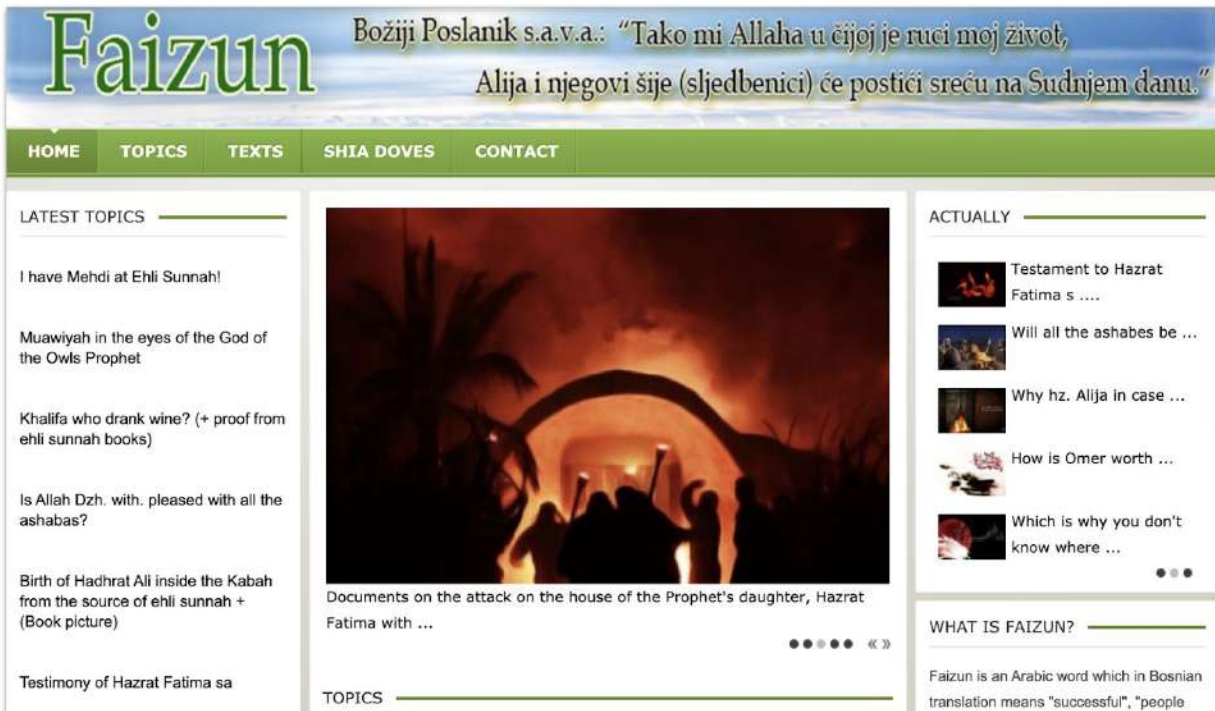 Faizun
Božiji Poslanik s.a.v.a.: “Tako mi Allaha u čijoj je ruci moj život,
Alija i njegovi šije (sljedbenici) će postići sreću na Sudnjem danu.”
HOME TOPICS TEXTS SHIA DOVES CONTACT
LATEST TOPICS
I have Mehdi at Ehli Sunnah!
Muawiyah in the eyes of the God of
the Owls Prophet
Khalifa who drank wine? (+ proof from
ehli sunnah books)
Is Allah Dzh. with. pleased with all the
ashabas?
Birth of Hadhrat Ali inside the Kabah
from the source of ehli sunnah +
(Book picture)
Testimony of Hazrat Fatima sa
Documents on the attack on the house of the Prophet's daughter, Hazrat
Fatima with ...
« »
TOPICS
ACTUALLY
Testament to Hazrat
Fatima s ....
Will all the ashabes be ...
Why hz. Alija in case ...
How is Omer worth ...
Which is why you don't
know where ...
WHAT IS FAIZUN?
Faizun is an Arabic word which in Bosnian
translation means "successful", "people